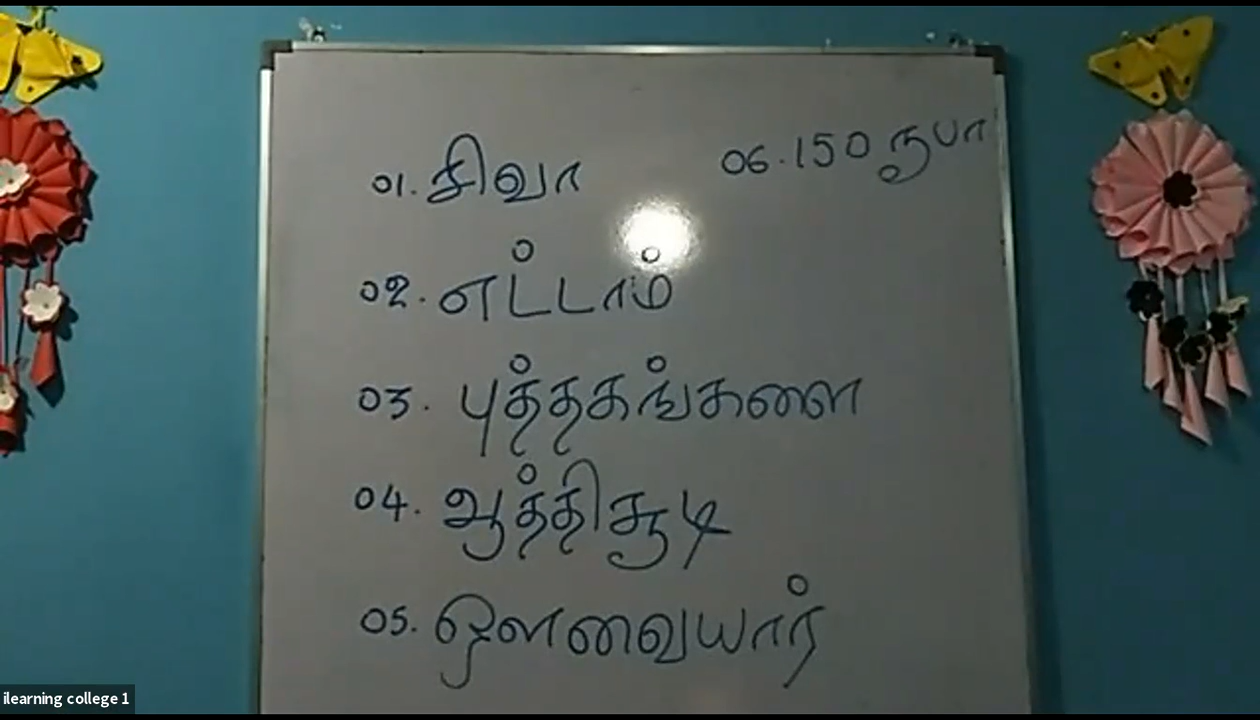 01. சிவா
02. எட்டாம்
03. புத்தகங்களை
04. ஆத்திசூடி
05. ஔவையார்
06. 150 ரூபா
ilearning college 1